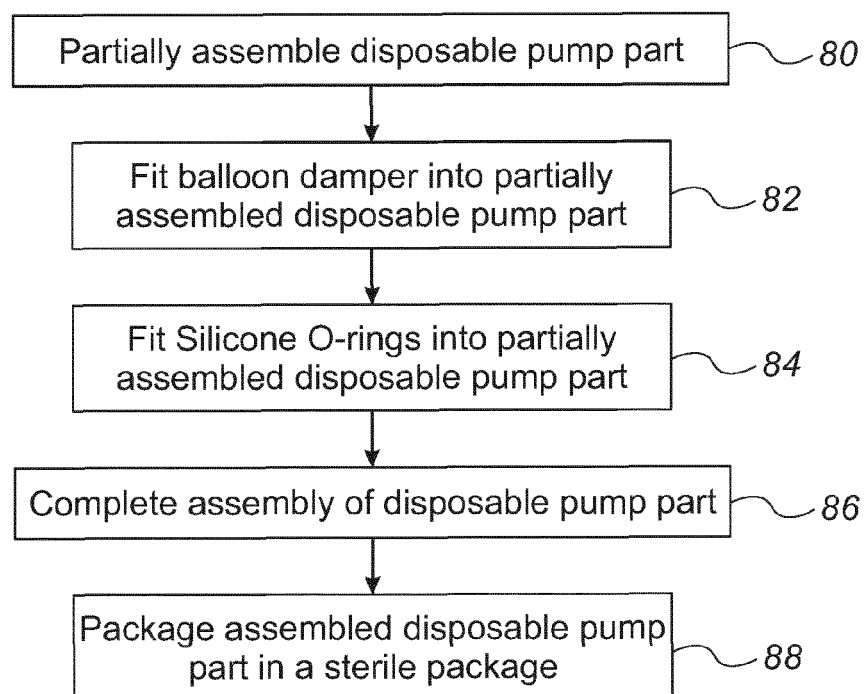 Partially assemble disposable pump part
80
Fit balloon damper into partially
assembled disposable pump part
82
Fit Silicone O-rings into partially
assembled disposable pump part
84
Complete assembly of disposable pump part
86
Package assembled disposable pump
part in a sterile package
88